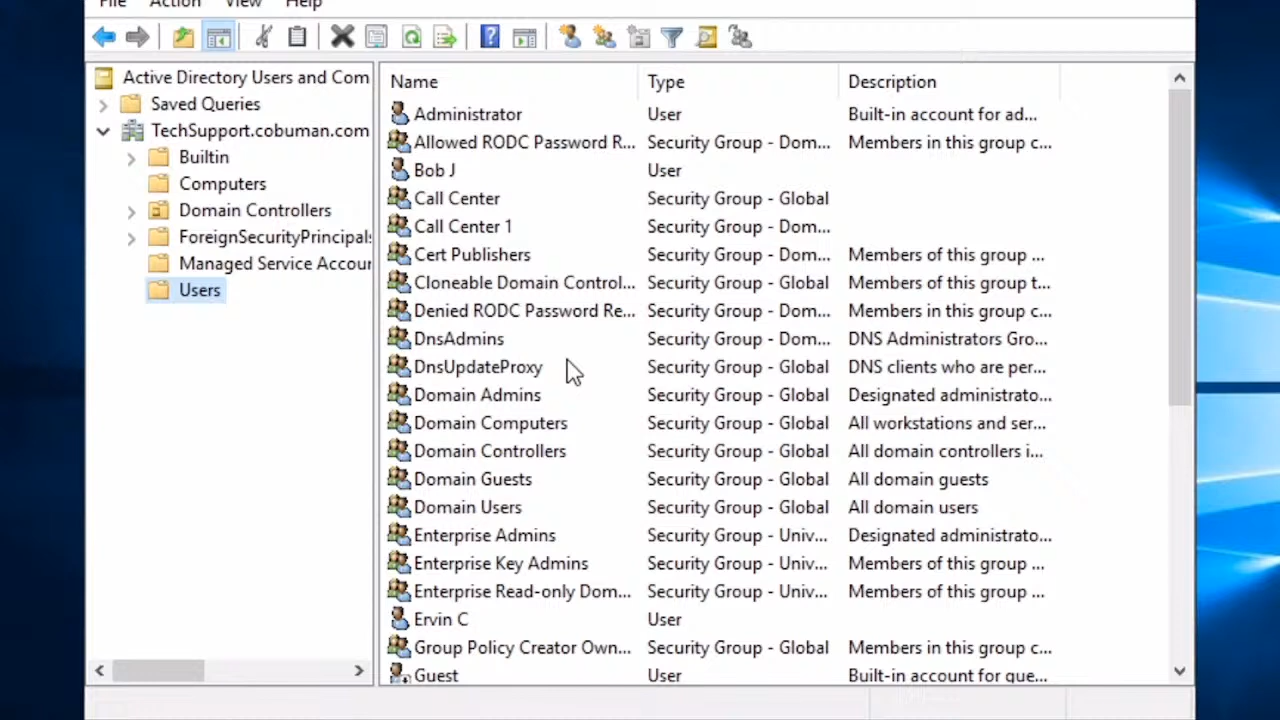 File Action View Help
Active Directory Users and Com
Saved Queries
TechSupport.cobuman.com
Builtin
Computers
Domain Controllers
ForeignSecurityPrincipals
Managed Service Accour
Users
Name Type Description
Administrator User Built-in account for ad...
Allowed RODC Password R... Security Group - Dom... Members in this group c...
Bob J User
Call Center Security Group - Global
Call Center 1 Security Group - Dom...
Cert Publishers Security Group - Dom... Members of this group ...
Cloneable Domain Control... Security Group - Global Members of this group t...
Denied RODC Password Re... Security Group - Dom... Members in this group c...
DnsAdmins Security Group - Dom... DNS Administrators Gro...
DnsUpdateProxy Security Group - Global DNS clients who are per...
Domain Admins Security Group - Global Designated administrato...
Domain Computers Security Group - Global All workstations and ser...
Domain Controllers Security Group - Global All domain controllers i...
Domain Guests Security Group - Global All domain guests
Domain Users Security Group - Global All domain users
Enterprise Admins Security Group - Univ... Designated administrato...
Enterprise Key Admins Security Group - Univ... Members of this group ...
Enterprise Read-only Dom... Security Group - Univ... Members of this group ...
Ervin C User
Group Policy Creator Own... Security Group - Global Members in this group c...
Guest User Built-in account for gue...